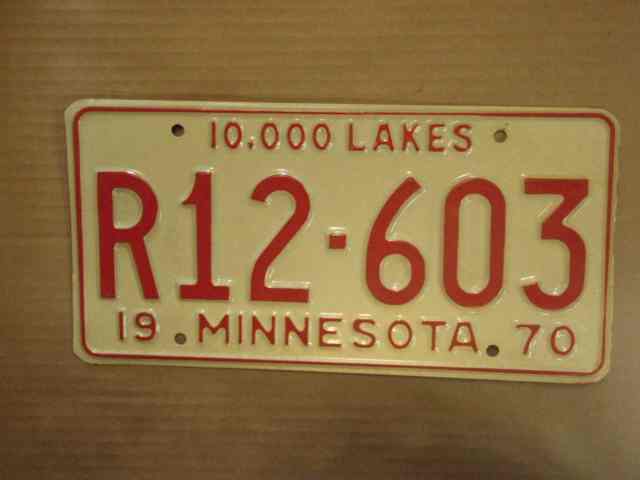 10,000 LAKES
R12-603
19 MINNESOTA 70